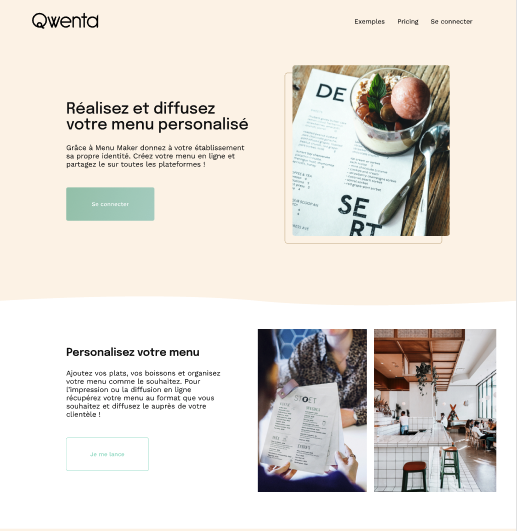 Qwenta
Exemples
Pricing
Se connecter
Réalisez et diffusez
votre menu personalisé
Grâce à Menu Maker donnez à votre établissement
sa propre identité. Créez votre menu en ligne et
partagez le sur toutes les plateformes !
Se connecter
DE
SE
RT
Personalisez votre menu
Ajoutez vos plats, vos boissons et organisez
votre menu comme le souhaitez. Pour
l'impression ou la diffusion en ligne
récupérez votre menu au format que vous
souhaitez et diffusez le auprès de votre
clientèle !
Je me lance
STOET